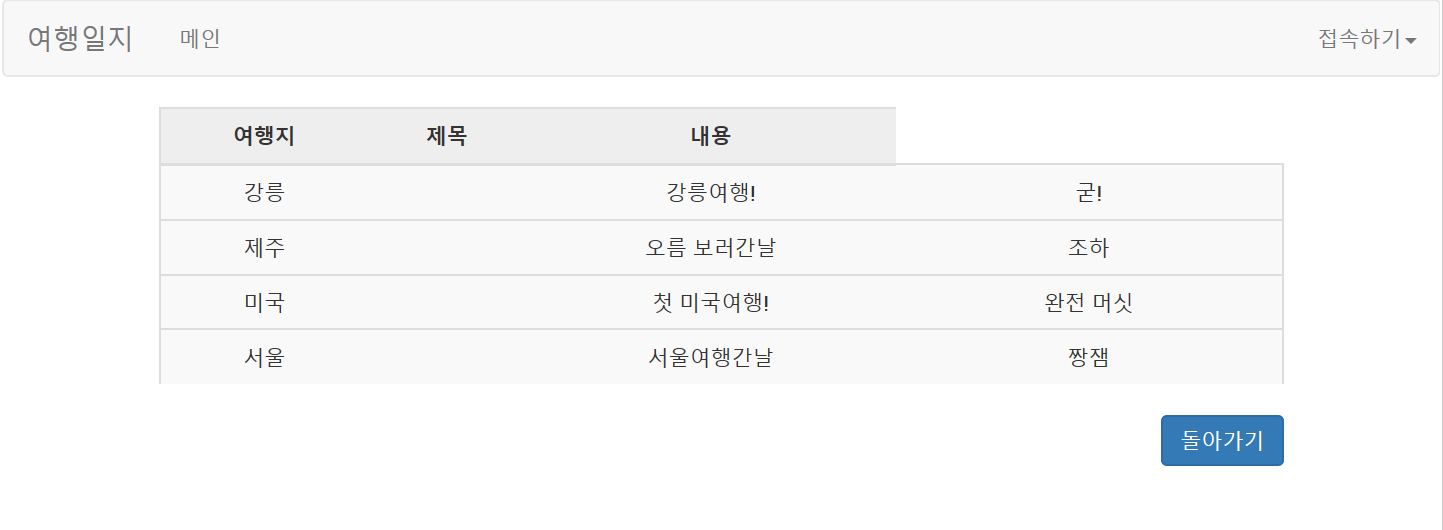 여행일지 메인 접속하기
여행지 제목 내용
강릉 강릉여행! 굳!
제주 오름 보러간날 조하
미국 첫 미국여행! 완전 머싯
서울 서울여행간날 짱잼
돌아가기